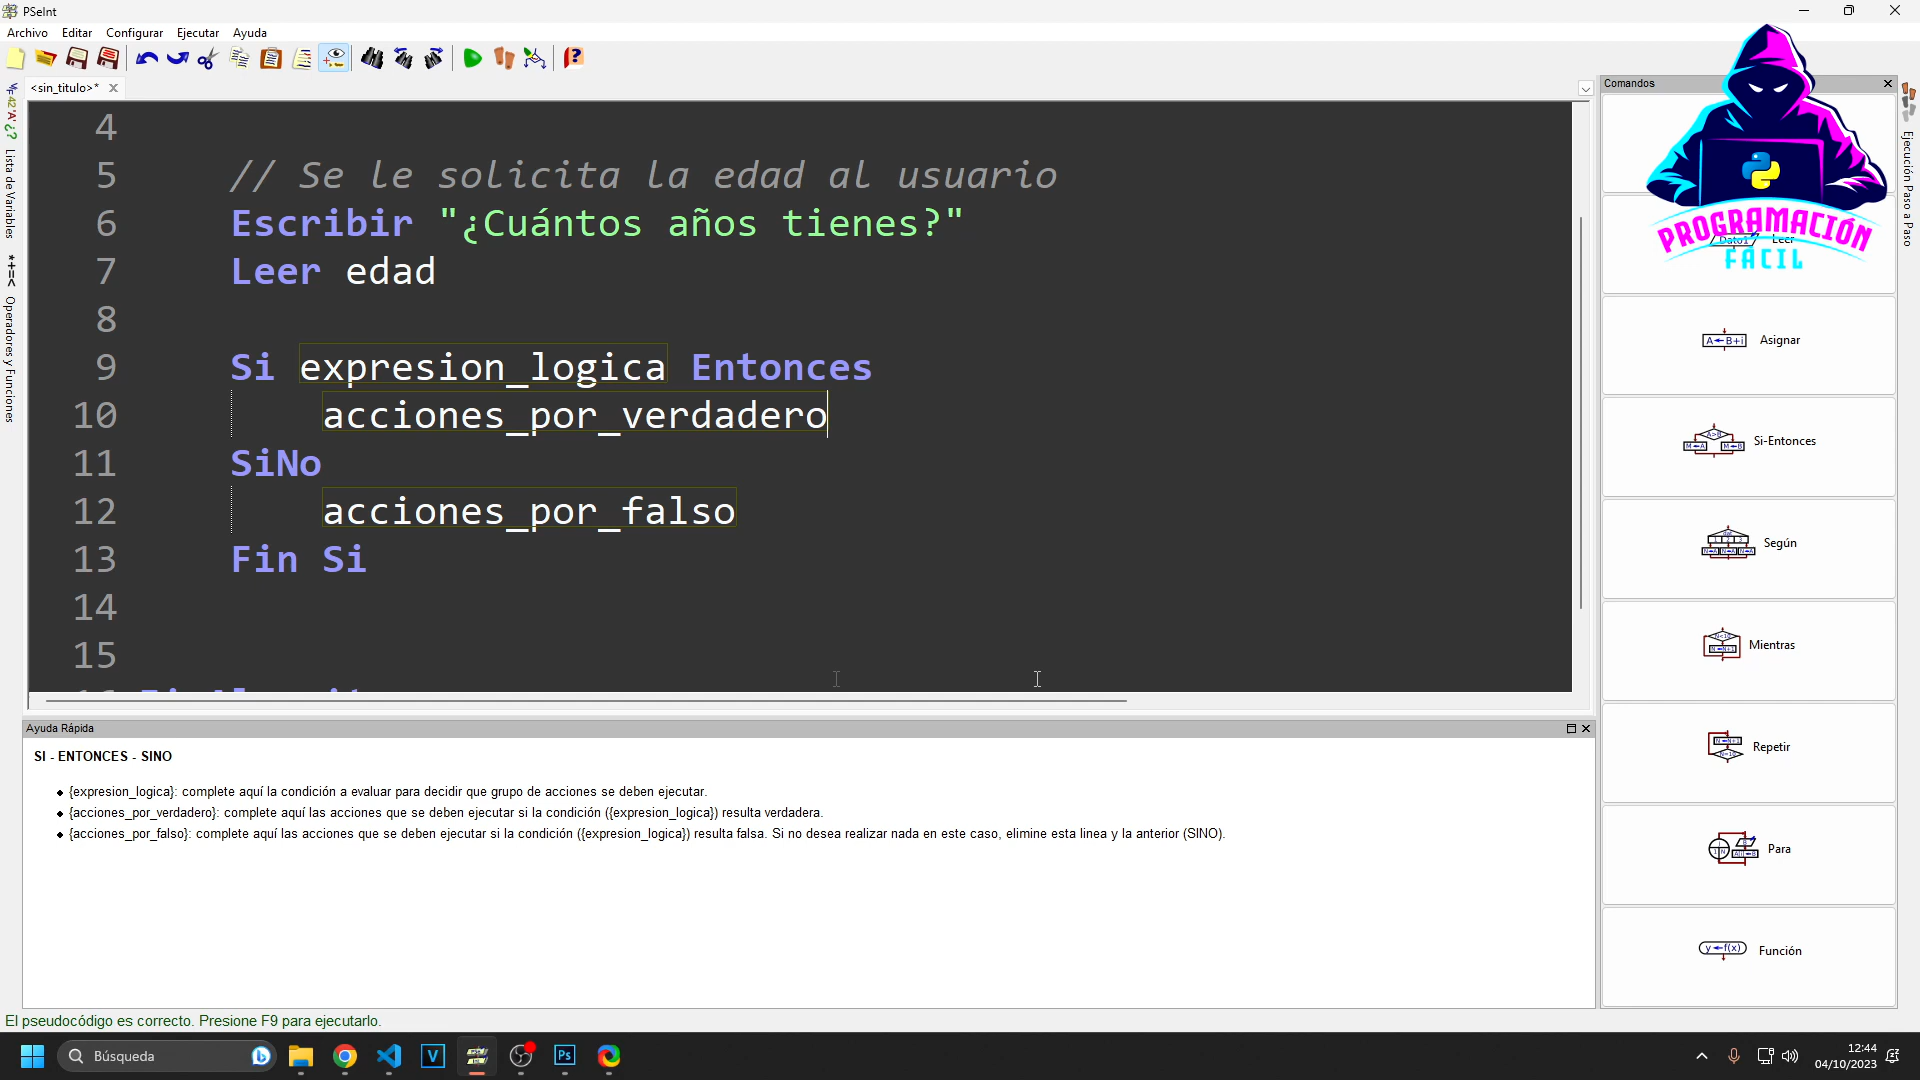 PSeInt
Archivo Editar Configurar Ejecutar Ayuda
<sin_titulo>*
Lista de Variables
Operadores y Funciones
4
5 // Se le solicita la edad al usuario
6 Escribir "¿Cuántos años tienes?"
7 Leer edad
8
9 Si expresion_logica Entonces
10 acciones_por_verdadero
11 SiNo
12 acciones_por_falso
13 Fin Si
14
15
Comandos
PROGRAMACIÓN
FÁCIL
Leer
Asignar
Si-Entonces
Según
Mientras
Repetir
Para
Función
Ejecución Paso a Paso
Ayuda Rápida
SI - ENTONCES - SINO
{expresion_logica}: complete aquí la condición a evaluar para decidir que grupo de acciones se deben ejecutar.
{acciones_por_verdadero}: complete aquí las acciones que se deben ejecutar si la condición ({expresion_logica}) resulta verdadera.
{acciones_por_falso}: complete aquí las acciones que se deben ejecutar si la condición ({expresion_logica}) resulta falsa. Si no desea realizar nada en este caso, elimine esta linea y la anterior (SINO).
El pseudocódigo es correcto. Presione F9 para ejecutarlo.
Búsqueda
12:44
04/10/2023